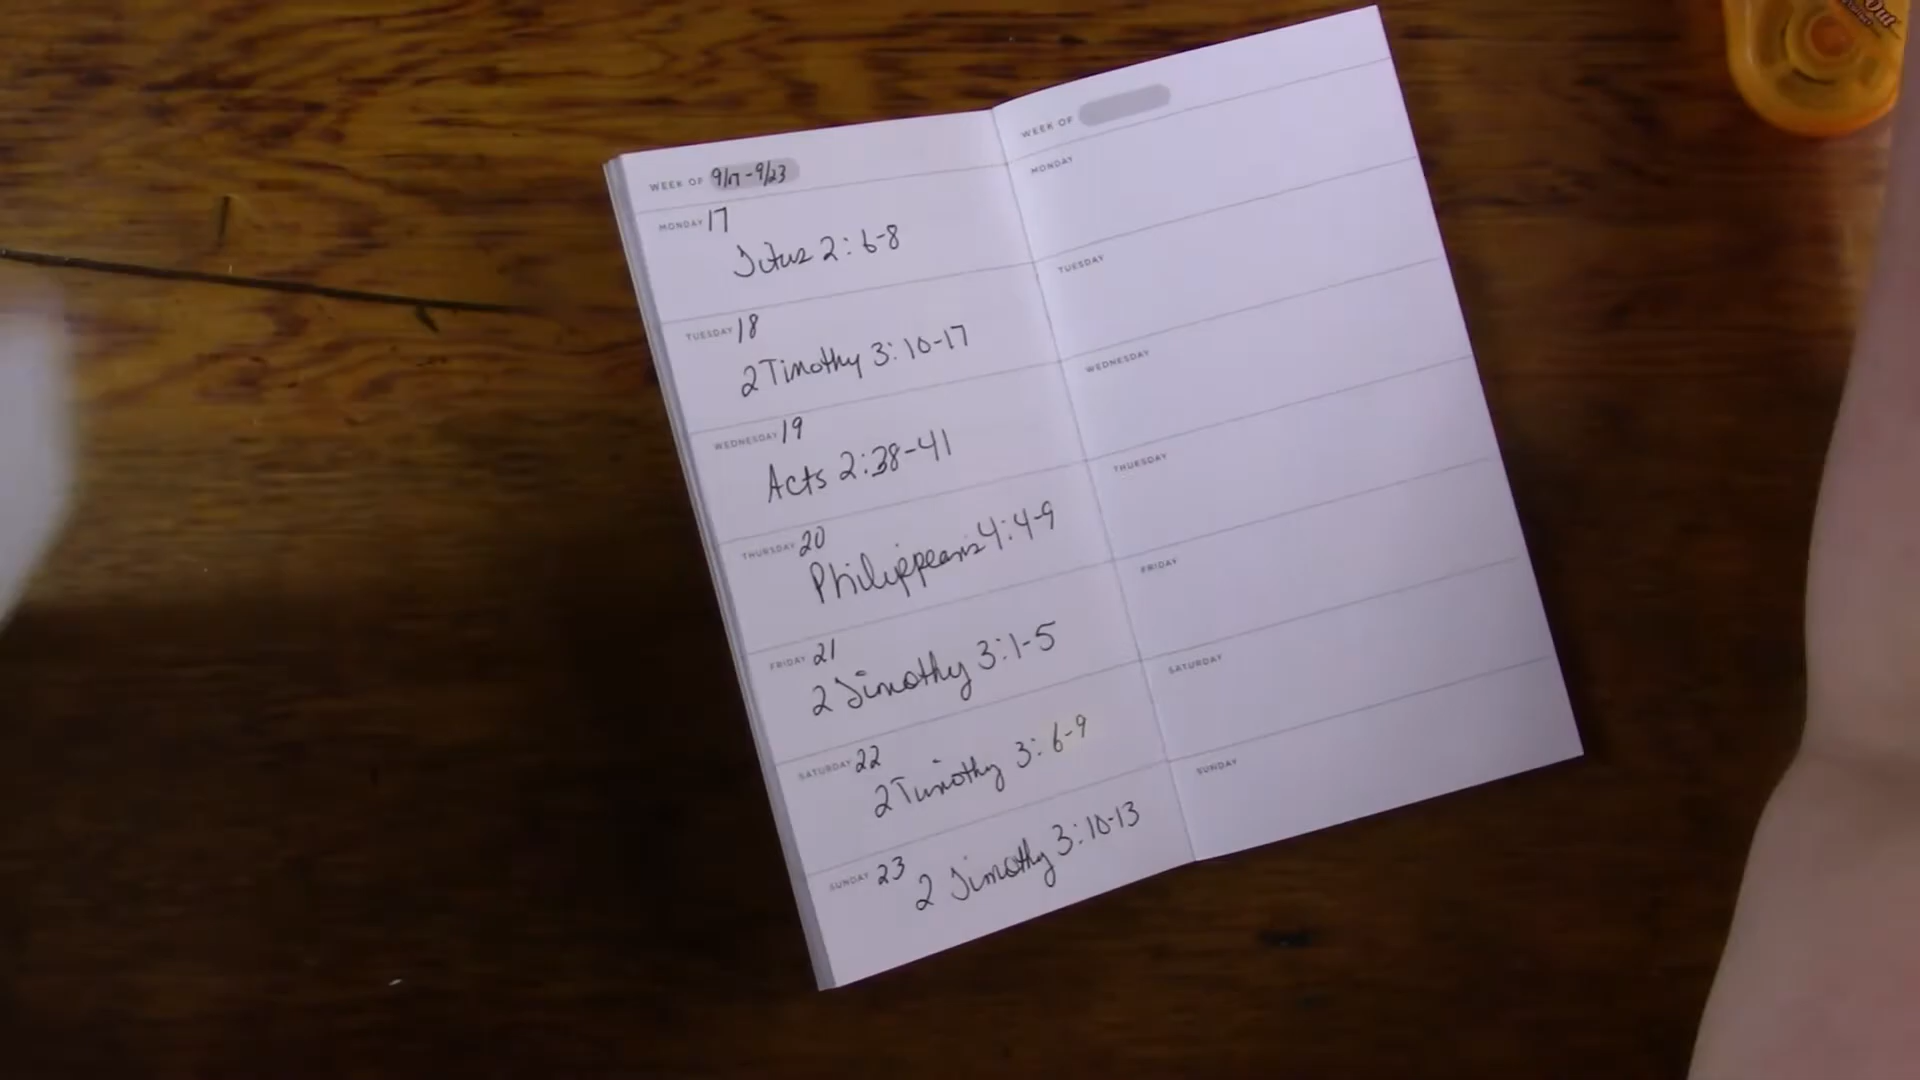 WEEK OF 9/17-9/23
MONDAY 17
Titus 2:6-8
TUESDAY 18
2 Timothy 3:10-17
WEDNESDAY 19
Acts 2:38-41
THURSDAY 20
Philippeans 4:4-9
FRIDAY 21
2 Timothy 3:1-5
SATURDAY 22
2 Timothy 3:6-9
SUNDAY 23
2 Timothy 3:10-13
WEEK OF
MONDAY
TUESDAY
WEDNESDAY
THURSDAY
FRIDAY
SATURDAY
SUNDAY
Out